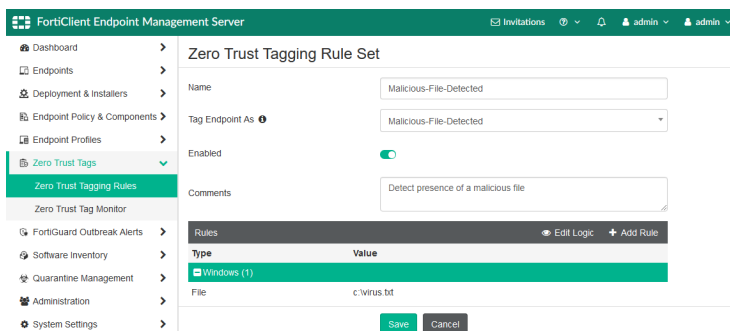 FortiClient Endpoint Management Server
Invitations
admin
admin
Dashboard
Endpoints
Deployment & Installers
Endpoint Policy & Components
Endpoint Profiles
Zero Trust Tags
Zero Trust Tagging Rules
Zero Trust Tag Monitor
FortiGuard Outbreak Alerts
Software Inventory
Quarantine Management
Administration
System Settings
Zero Trust Tagging Rule Set
Name
Malicious-File-Detected
Tag Endpoint As
Malicious-File-Detected
Enabled
Comments
Detect presence of a malicious file
Rules
Edit Logic
+ Add Rule
Type Value
Windows (1)
File c:\virus.txt
Save
Cancel